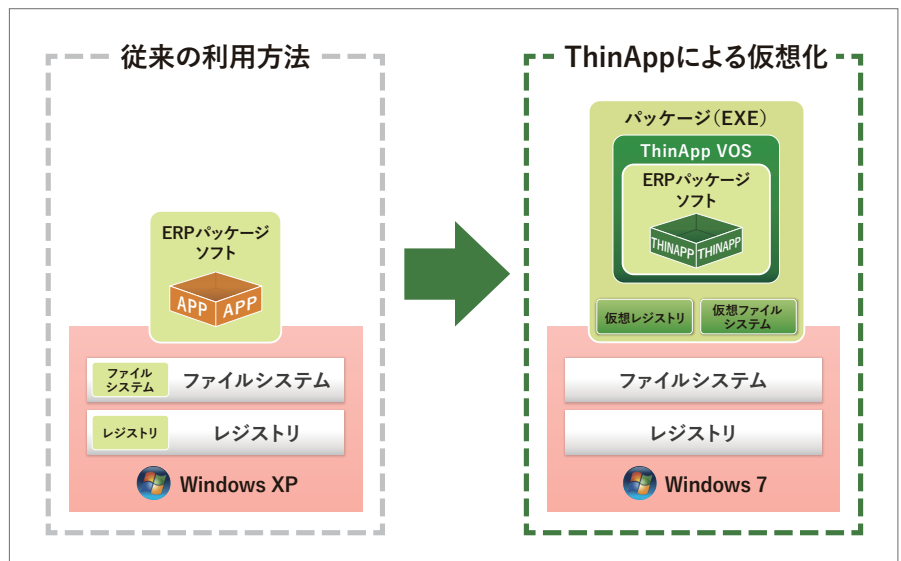 従来の利用方法
ERPパッケージ
ソフト
APP APP
ファイル
システム
ファイルシステム
レジストリ
レジストリ
Windows XP
ThinAppによる仮想化
パッケージ（EXE）
ThinApp VOS
ERPパッケージ
ソフト
THINAPP THINAPP
仮想レジストリ
仮想ファイル
システム
ファイルシステム
レジストリ
Windows 7